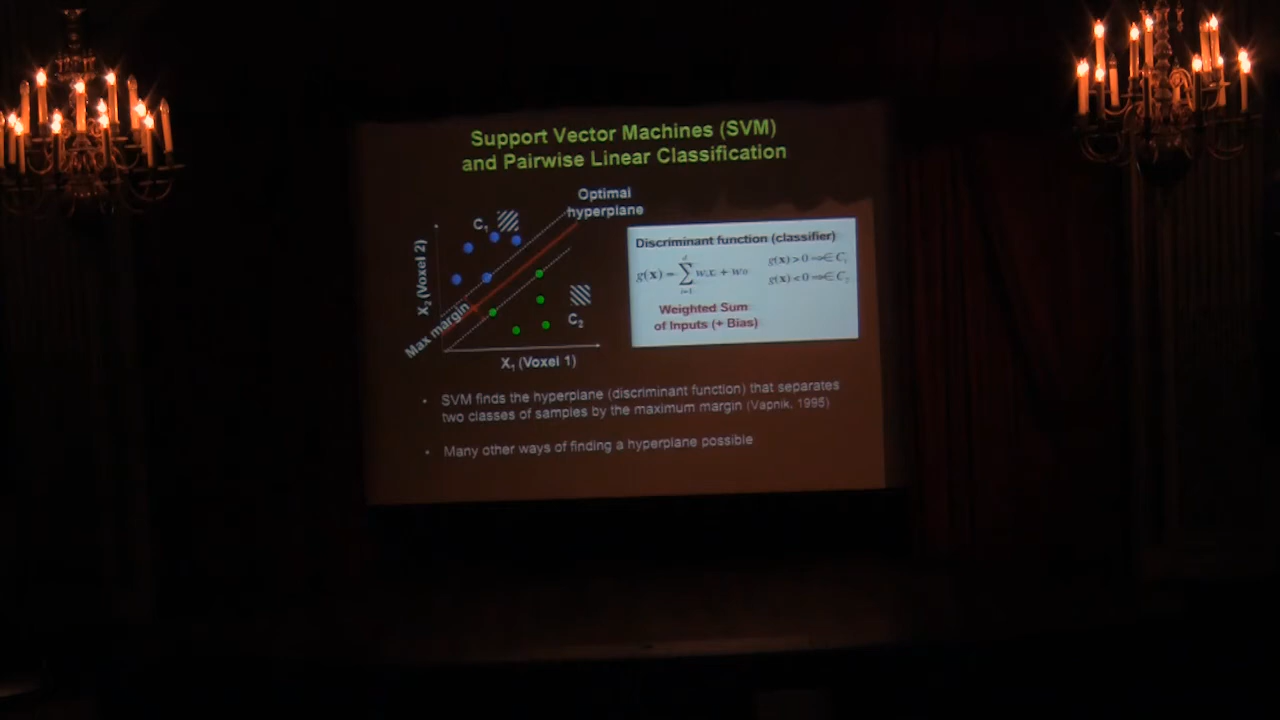 Support Vector Machines (SVM)
and Pairwise Linear Classification
Optimal
hyperplane
C₁
X₂ (Voxel 2)
Max margin
C₂
X₁ (Voxel 1)
Discriminant function (classifier)
g(x) = ∑ wᵢxᵢ + w₀
d
i=1
g(x) > 0 ⇒ ∈ C₁
g(x) < 0 ⇒ ∈ C₂
Weighted Sum
of Inputs (+ Bias)
• SVM finds the hyperplane (discriminant function) that separates
two classes of samples by the maximum margin (Vapnik, 1995)
• Many other ways of finding a hyperplane possible